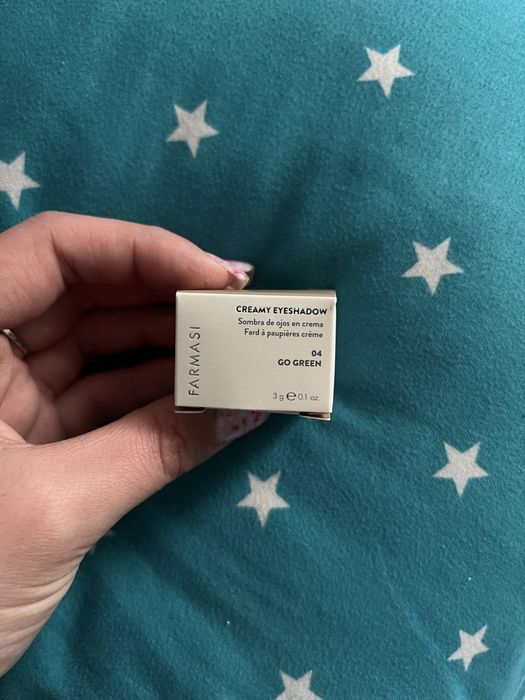 FARMASI
CREAMY EYESHADOW
Sombra de ojos en crema
Fard à paupières crème
04
GO GREEN
3 g ℮ 0.1 oz.